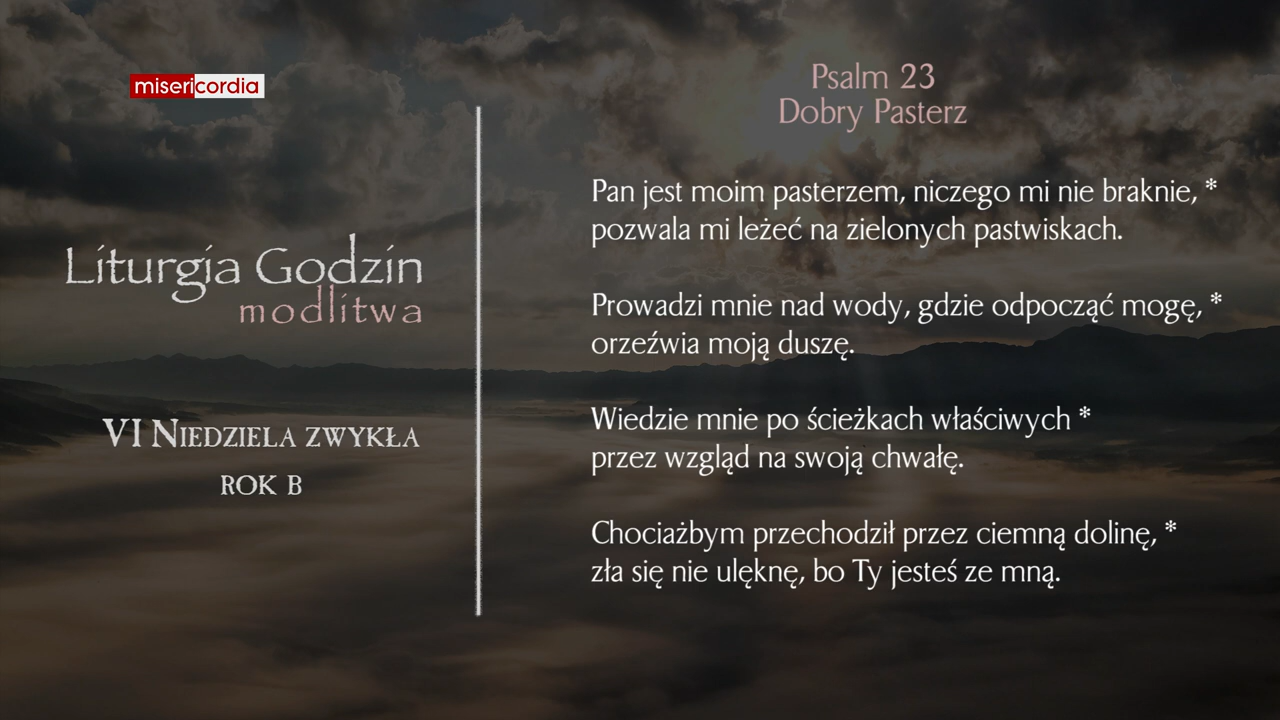 misericordia
Liturgia Godzin
modlitwa
VI Niedziela zwykła
rok B
Psalm 23
Dobry Pasterz
Pan jest moim pasterzem, niczego mi nie braknie, *
pozwala mi leżeć na zielonych pastwiskach.
Prowadzi mnie nad wody, gdzie odpocząć mogę, *
orzeźwia moją duszę.
Wiedzie mnie po ścieżkach właściwych *
przez wzgląd na swoją chwałę.
Chociażbym przechodził przez ciemną dolinę, *
zła się nie ulęknę, bo Ty jesteś ze mną.